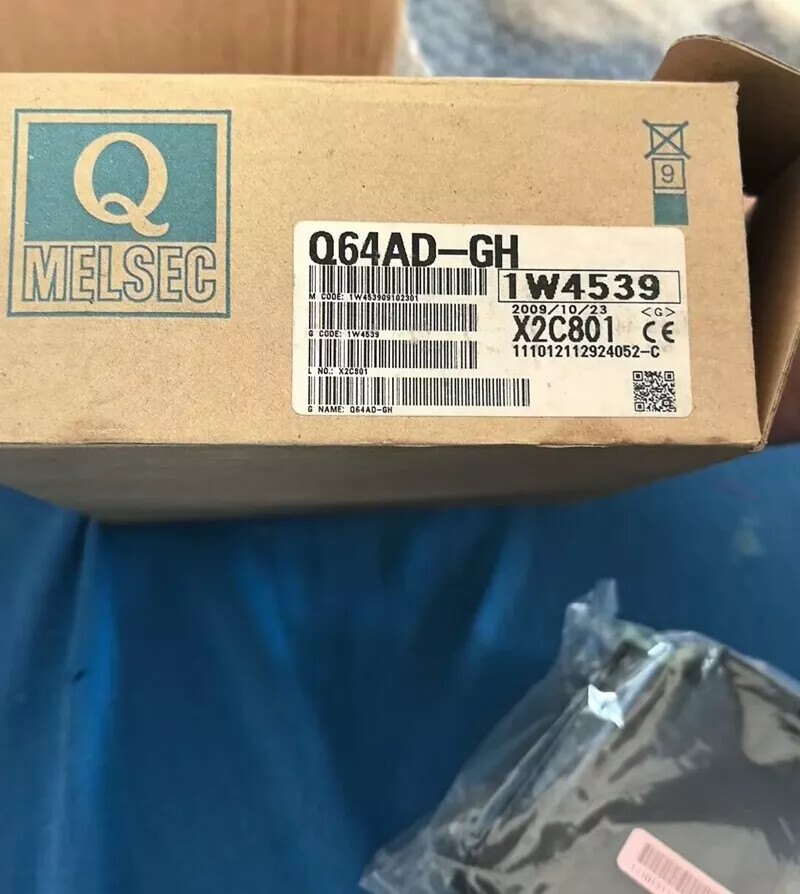 Q
MELSEC
9
Q64AD-GH
M CODE: 1W453909102301
1W4539
2009/10/23 <G>
G CODE: 1W4539
X2C801 CE
111012112924052-C
L NO.: X2C801
G NAME: Q64AD-GH